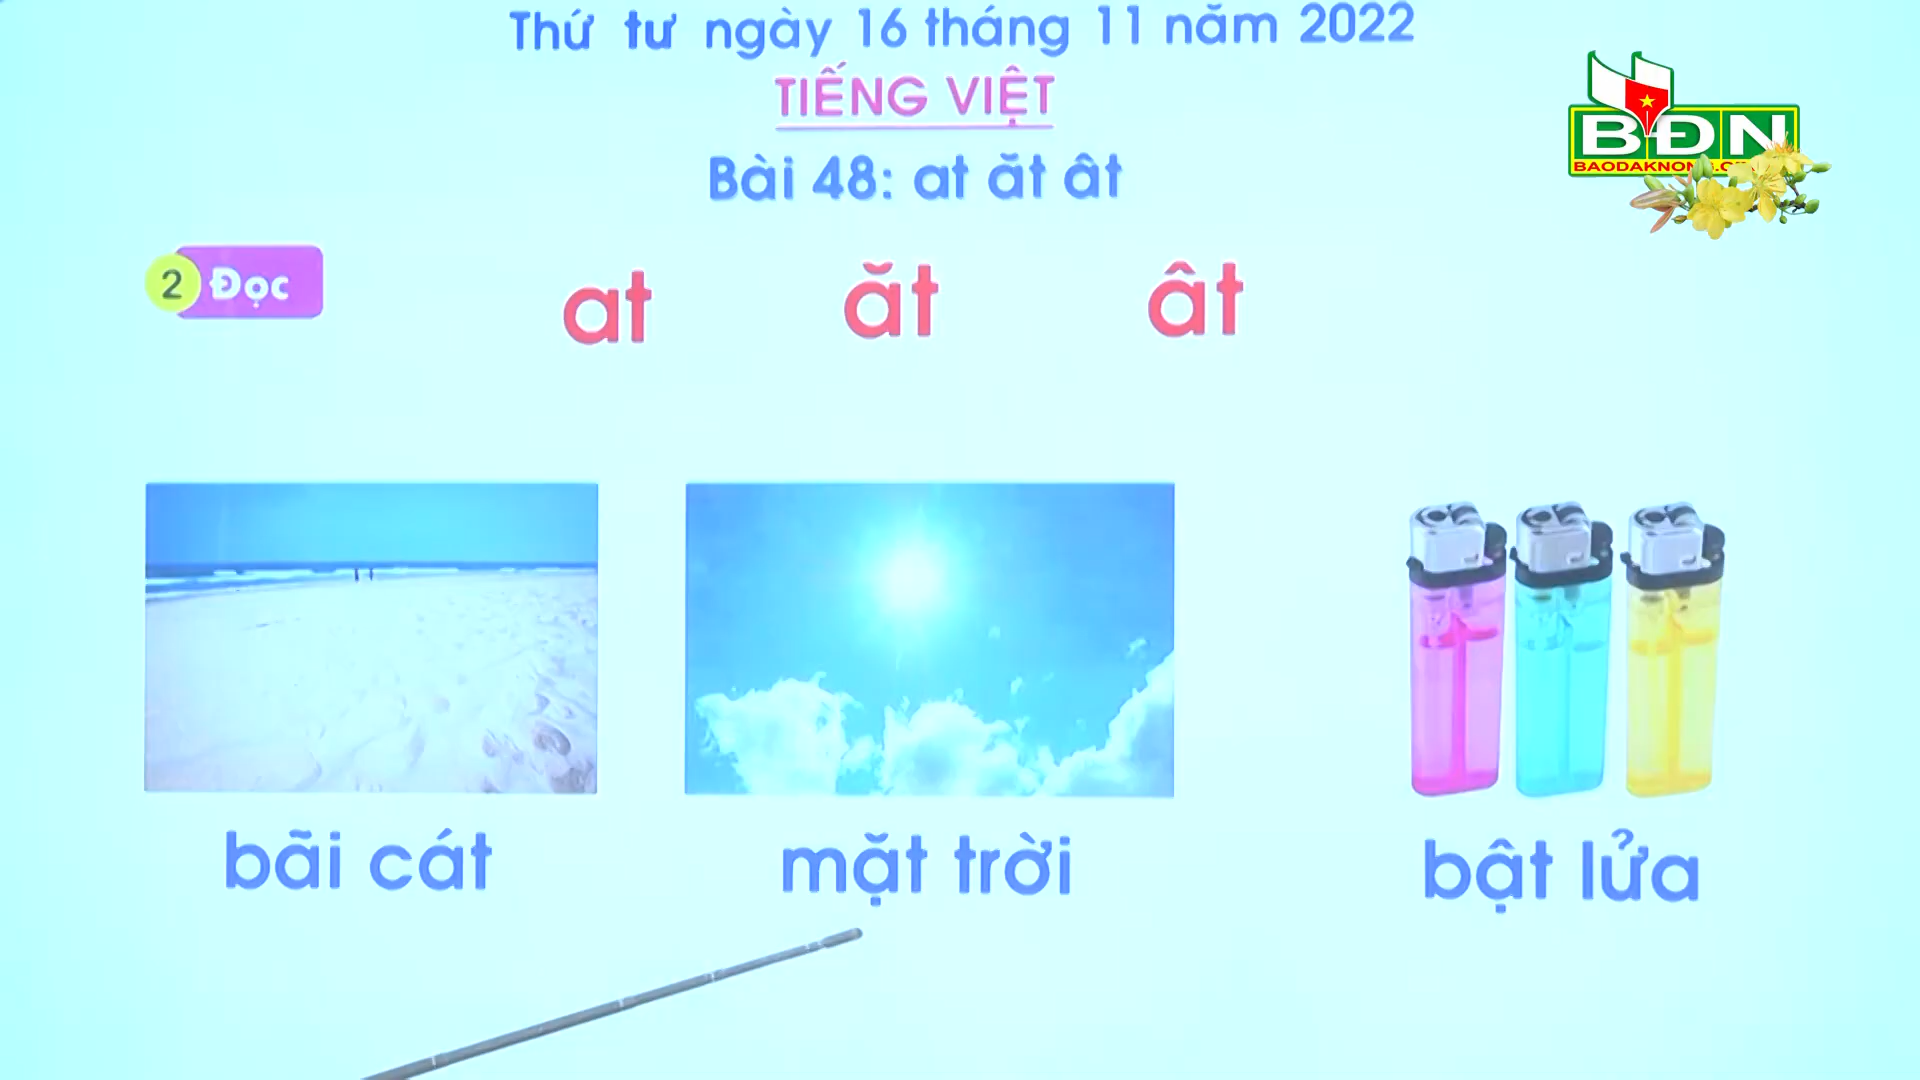 Thứ tư ngày 16 tháng 11 năm 2022
TIẾNG VIỆT
BĐN
Bài 48: at ăt ât
2 Đọc
at ăt ât
bãi cát mặt trời bật lửa